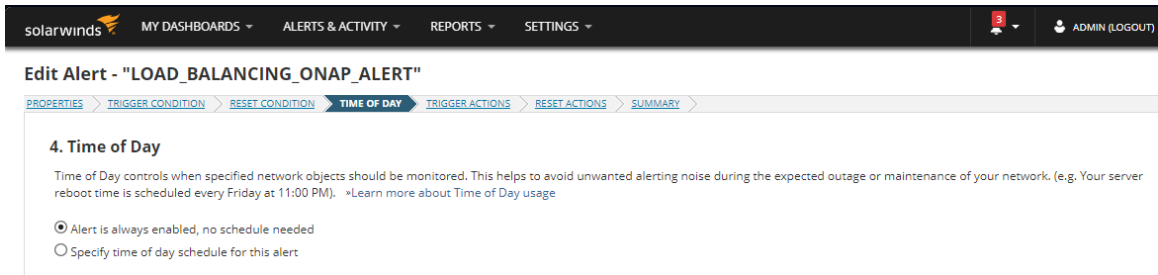 solarwinds MY DASHBOARDS ALERTS & ACTIVITY REPORTS SETTINGS 3 ADMIN (LOGOUT)
Edit Alert - "LOAD_BALANCING_ONAP_ALERT"
PROPERTIES TRIGGER CONDITION RESET CONDITION TIME OF DAY TRIGGER ACTIONS RESET ACTIONS SUMMARY
4. Time of Day
Time of Day controls when specified network objects should be monitored. This helps to avoid unwanted alerting noise during the expected outage or maintenance of your network. (e.g. Your server
reboot time is scheduled every Friday at 11:00 PM). »Learn more about Time of Day usage
Alert is always enabled, no schedule needed
Specify time of day schedule for this alert